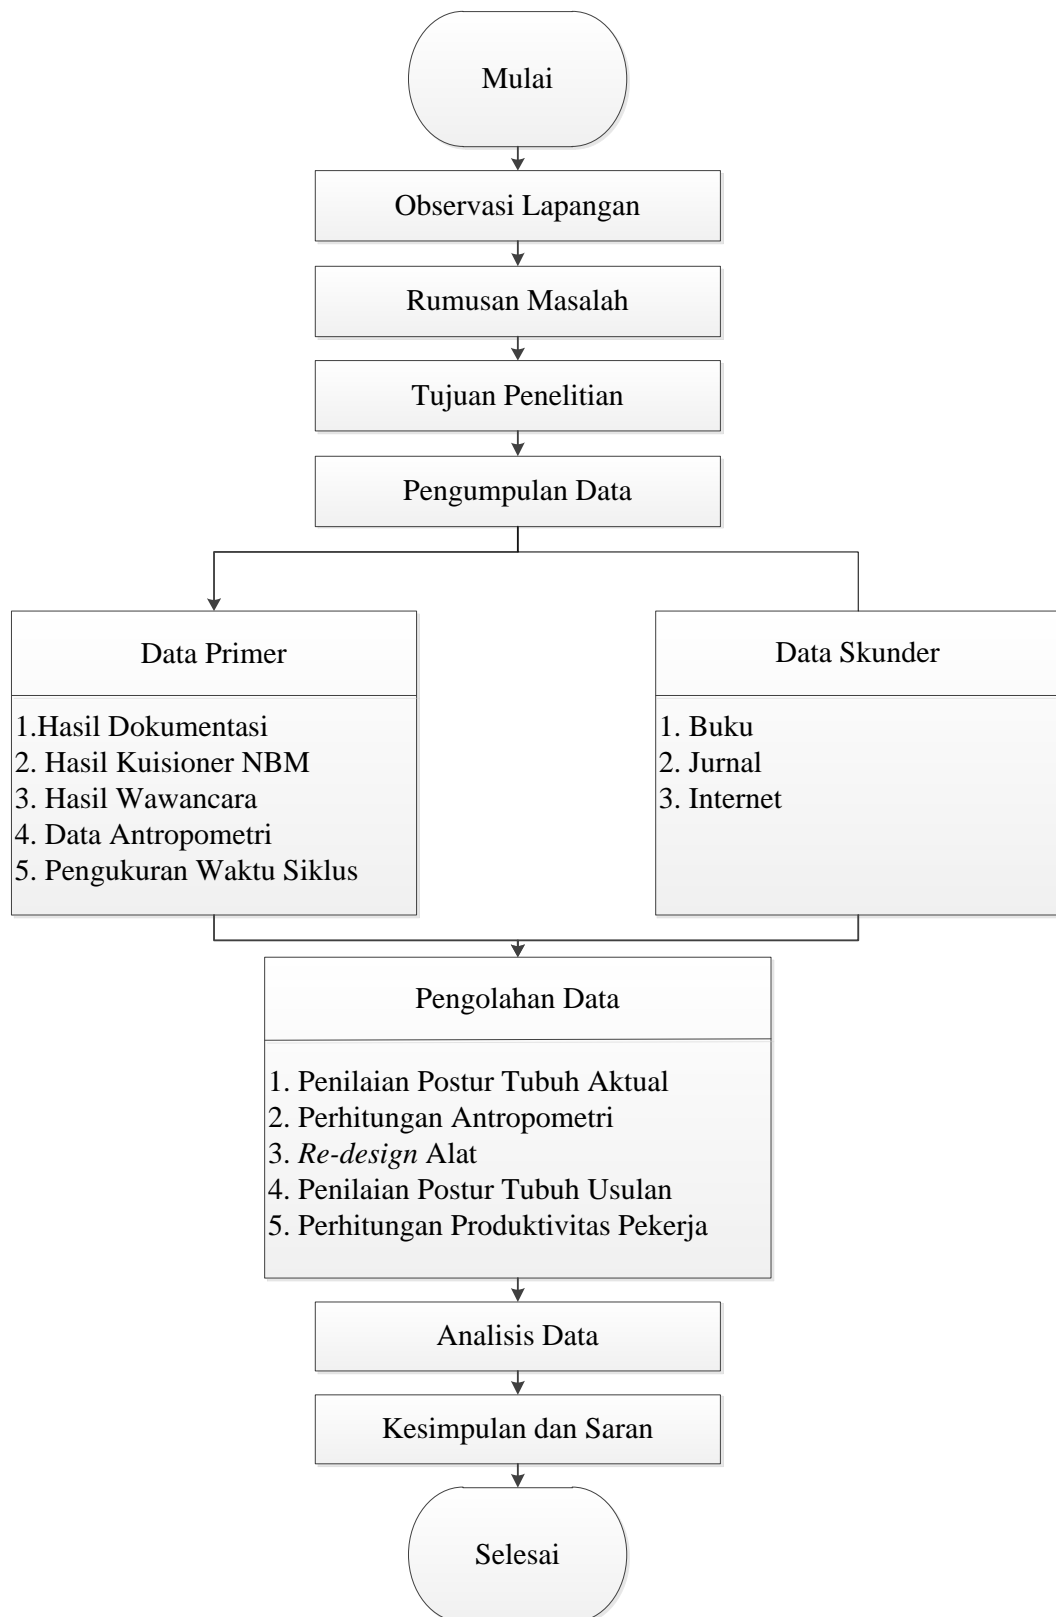 Mulai
Observasi Lapangan
Rumusan Masalah
Tujuan Penelitian
Pengumpulan Data
Data Primer
1.Hasil Dokumentasi
2. Hasil Kuisioner NBM
3. Hasil Wawancara
4. Data Antropometri
5. Pengukuran Waktu Siklus
Data Skunder
1. Buku
2. Jurnal
3. Internet
Pengolahan Data
1. Penilaian Postur Tubuh Aktual
2. Perhitungan Antropometri
3. Re-design Alat
4. Penilaian Postur Tubuh Usulan
5. Perhitungan Produktivitas Pekerja
Analisis Data
Kesimpulan dan Saran
Selesai